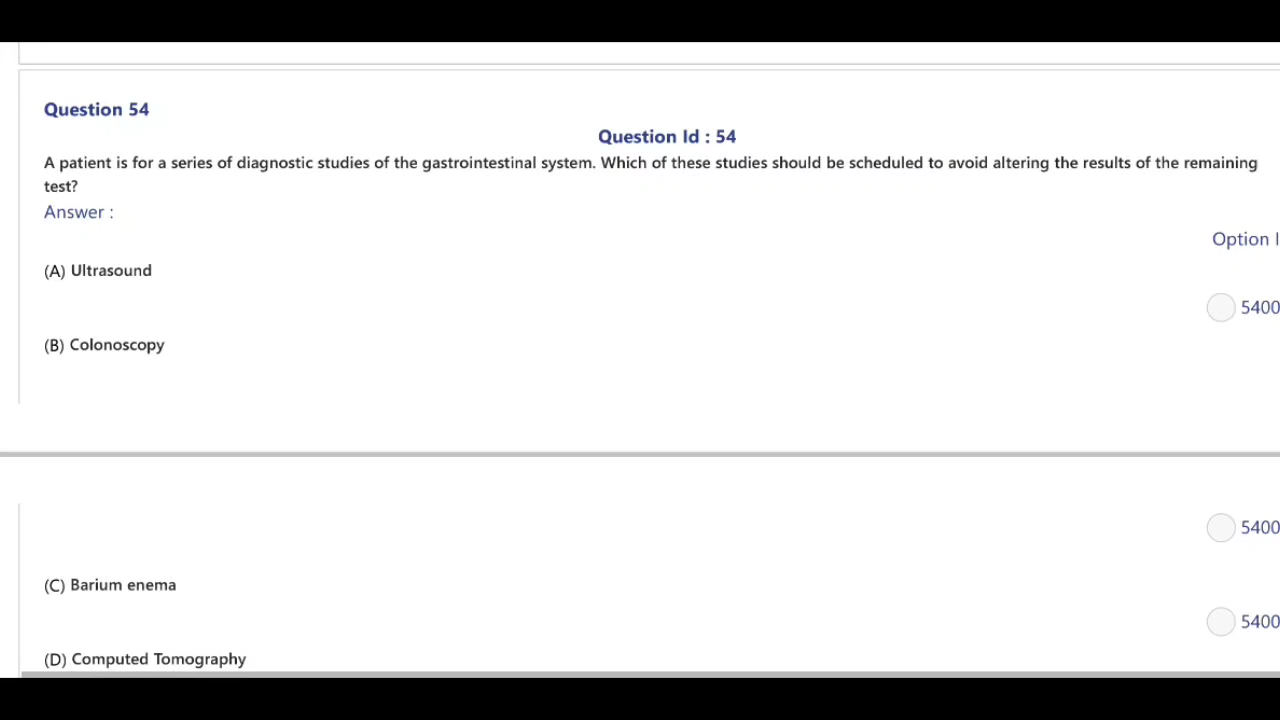 Question 54
Question Id : 54
A patient is for a series of diagnostic studies of the gastrointestinal system. Which of these studies should be scheduled to avoid altering the results of the remaining
test?
Answer :
Option I
(A) Ultrasound
5400
(B) Colonoscopy
5400
(C) Barium enema
5400
(D) Computed Tomography